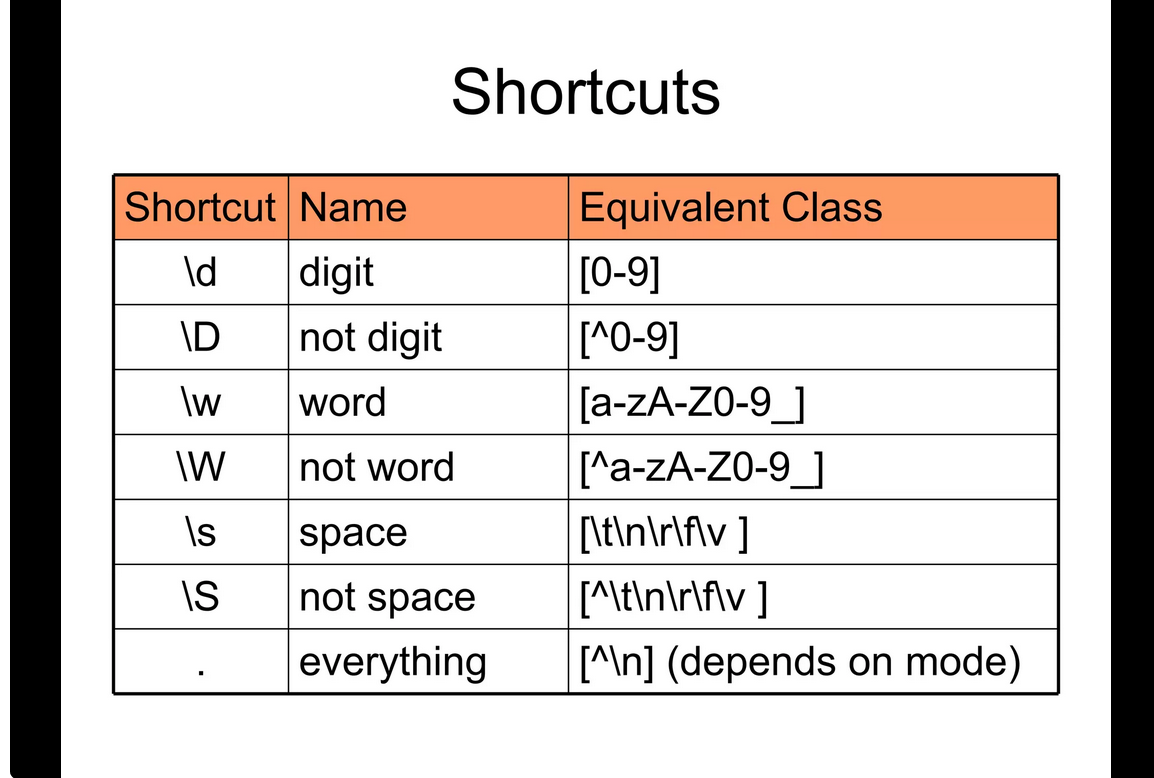 Shortcuts
Shortcut Name Equivalent Class
\d digit [0-9]
\D not digit [^0-9]
\w word [a-zA-Z0-9_]
\W not word [^a-zA-Z0-9_]
\s space [\t\n\r\f\v ]
\S not space [^\t\n\r\f\v ]
. everything [^\n] (depends on mode)